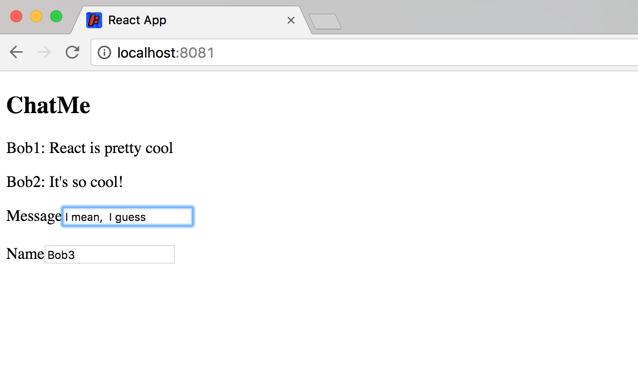 React App
localhost:8081
ChatMe
Bob1: React is pretty cool
Bob2: It's so cool!
Message I mean,  I guess
Name Bob3